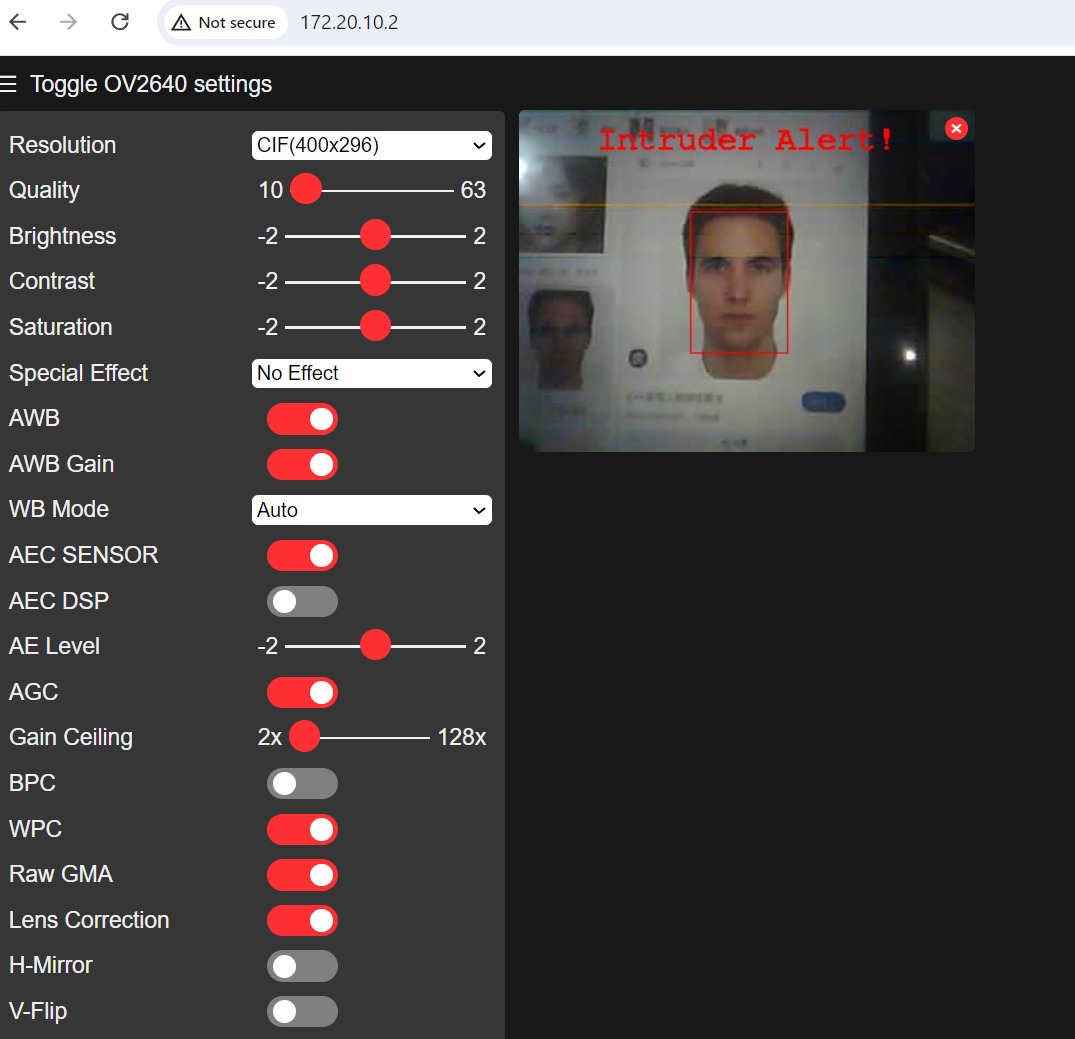 Not secure
172.20.10.2
Toggle OV2640 settings
Resolution
CIF(400x296)
Quality
10
63
Brightness
-2
2
Contrast
-2
2
Saturation
-2
2
Special Effect
No Effect
AWB
AWB Gain
WB Mode
Auto
AEC SENSOR
AEC DSP
AE Level
-2
2
AGC
Gain Ceiling
2x
128x
BPC
WPC
Raw GMA
Lens Correction
H-Mirror
V-Flip
Intruder Alert!